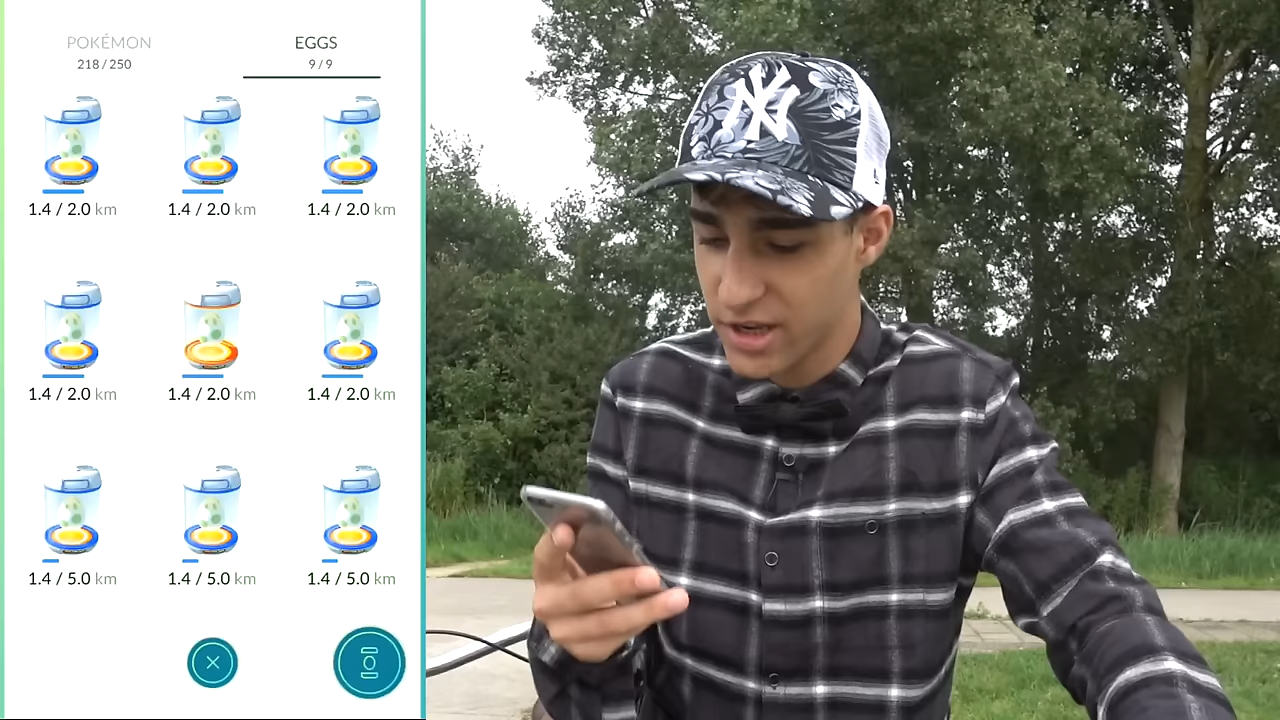 POKÉMON EGGS
218 / 250 9 / 9
1.4 / 2.0 km 1.4 / 2.0 km 1.4 / 2.0 km
1.4 / 2.0 km 1.4 / 2.0 km 1.4 / 2.0 km
1.4 / 5.0 km 1.4 / 5.0 km 1.4 / 5.0 km
NY